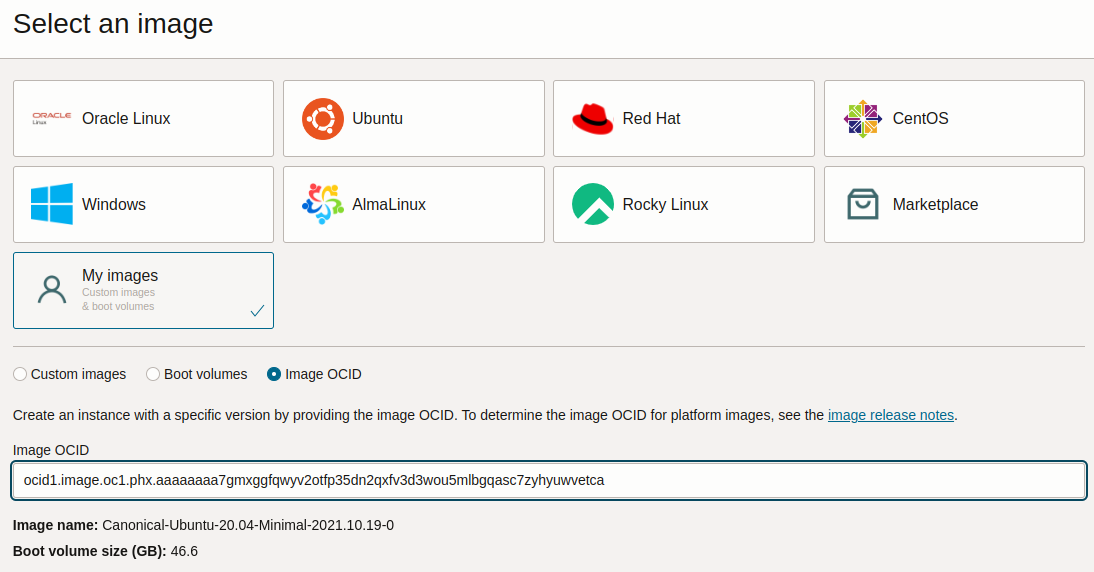 Select an image
ORACLE
Linux
Oracle Linux
Ubuntu
Red Hat
CentOS
Windows
AlmaLinux
Rocky Linux
Marketplace
My images
Custom images
& boot volumes
Custom images
Boot volumes
Image OCID
Create an instance with a specific version by providing the image OCID. To determine the image OCID for platform images, see the image release notes.
Image OCID
ocid1.image.oc1.phx.aaaaaaaa7gmxggfqwyv2otfp35dn2qxfv3d3wou5mlbgqasc7zyhyuwvetca
Image name: Canonical-Ubuntu-20.04-Minimal-2021.10.19-0
Boot volume size (GB): 46.6